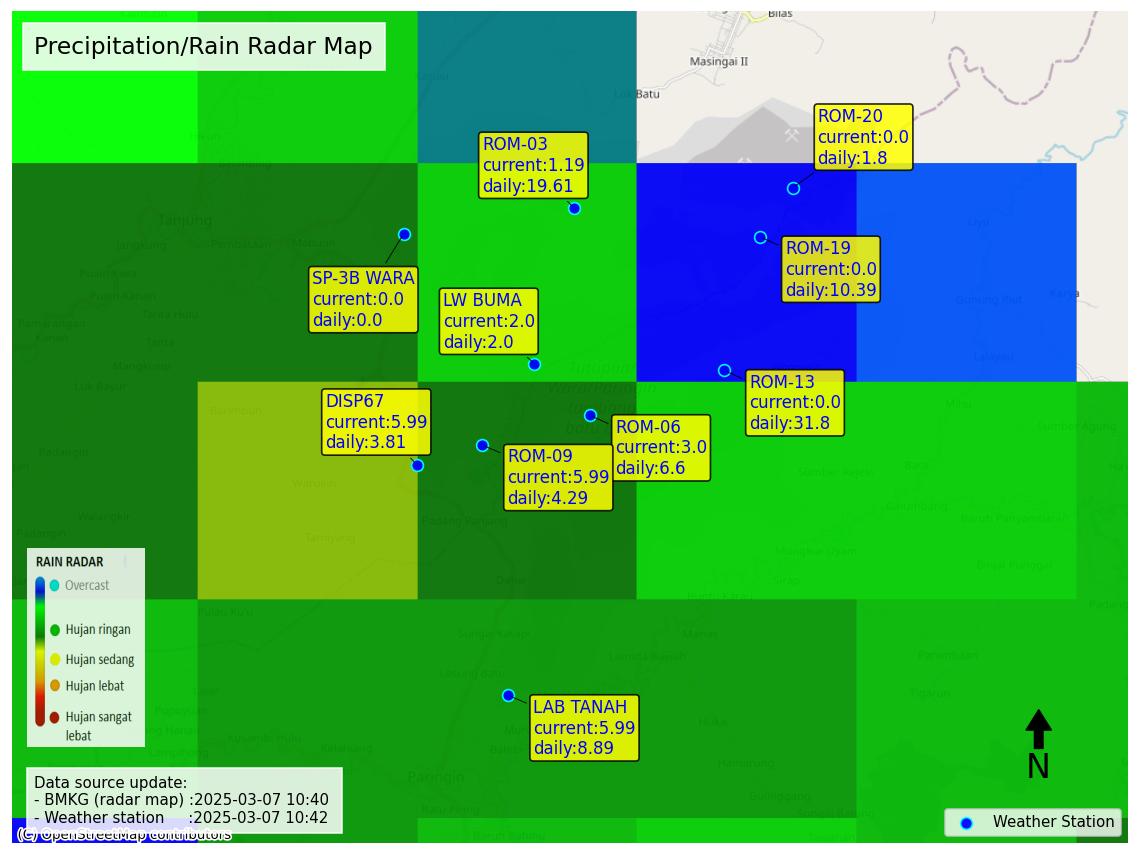 Precipitation/Rain Radar Map
Bilas
Masingai II
Batu
ROM-20
current:0.0
daily:1.8
ROM-03
current:1.19
daily:19.61
Tanjung
ROM-19
current:0.0
daily:10.39
SP-3B WARA
current:0.0
daily:0.0
LW BUMA
current:2.0
daily:2.0
Karya
ROM-13
current:0.0
daily:31.8
DISP67
current:5.99
daily:3.81
ROM-06
current:3.0
daily:6.6
ROM-09
current:5.99
daily:4.29
RAIN RADAR
Overcast
Hujan ringan
Hujan sedang
Hujan lebat
Hujan sangat
lebat
LAB TANAH
current:5.99
daily:8.89
Paringin
N
Data source update:
- BMKG (radar map) :2025-03-07 10:40
- Weather station :2025-03-07 10:42
(C) OpenStreetMap contributors
Weather Station